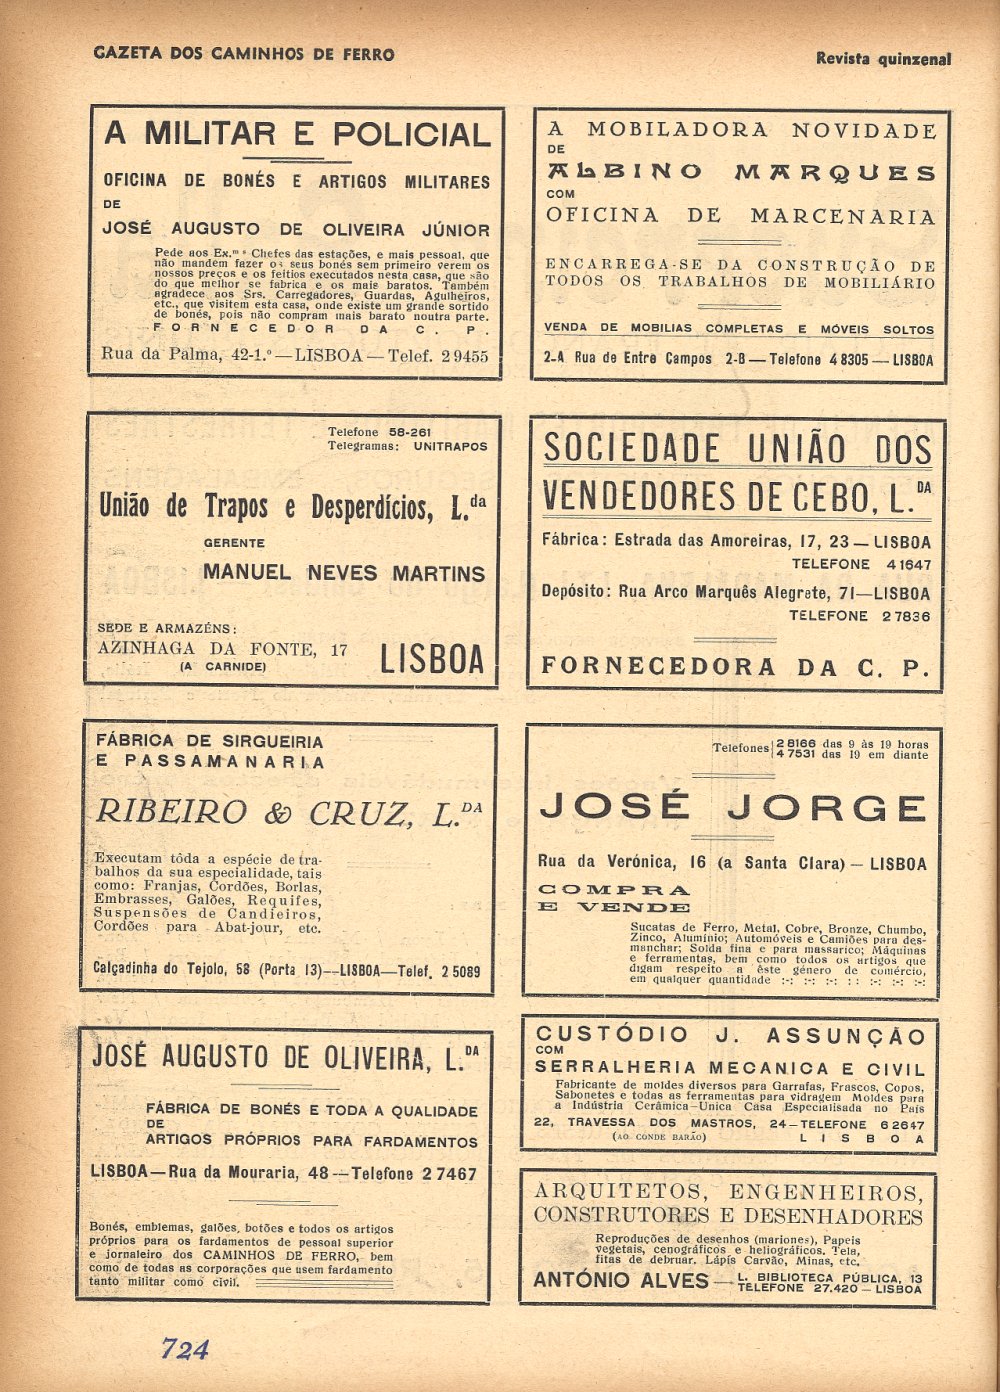 GAZETA DOS CAMINHOS DE FERRO
Revista quinzenal
A MILITAR E POLICIAL
OFICINA DE BONÉS E ARTIGOS MILITARES
DE
JOSÉ AUGUSTO DE OLIVEIRA JÚNIOR
Pede aos Ex.mos Chefes das estações, e mais pessoal, que
não mandem fazer os seus bonés sem primeiro verem os
nossos preços e os feitios executados nesta casa, que são
do que melhor se fabrica e os mais baratos. Também
agradece aos Srs. Carregadores, Guardas, Agulheiros,
etc., que visitem esta casa, onde existe um grande sortido
de bonés, pois não compram mais barato noutra parte.
FORNECEDOR DA C. P.
Rua da Palma, 42-1.º — LISBOA — Telef. 2 9455
A MOBILADORA NOVIDADE
DE
ALBINO MARQUES
COM
OFICINA DE MARCENARIA
ENCARREGA-SE DA CONSTRUÇÃO DE
TODOS OS TRABALHOS DE MOBILIÁRIO
VENDA DE MOBILIAS COMPLETAS E MÓVEIS SOLTOS
2-A Rua de Entre Campos 2-B — Telefone 4 8305 — LISBOA
Telefone 58-261
Telegramas: UNITRAPOS
União de Trapos e Desperdícios, L.da
GERENTE
MANUEL NEVES MARTINS
SEDE E ARMAZÉNS:
AZINHAGA DA FONTE, 17
(A CARNIDE)
LISBOA
SOCIEDADE UNIÃO DOS
VENDEDORES DE CEBO, L.DA
Fábrica: Estrada das Amoreiras, 17, 23 — LISBOA
TELEFONE 4 1647
Depósito: Rua Arco Marquês Alegrete, 71—LISBOA
TELEFONE 2 7836
FORNECEDORA DA C. P.
FÁBRICA DE SIRGUEIRIA
E PASSAMANARIA
RIBEIRO & CRUZ, L.DA
Executam tôda a espécie de tra-
balhos da sua especialidade, tais
como: Franjas, Cordões, Borlas,
Embrasses, Galões, Requifes,
Suspensões de Candieiros,
Cordões para Abat-jour, etc.
Calçadinha do Tejolo, 58 (Porta 13)—LISBOA—Telef. 2 5089
Telefones 2 8166 das 9 às 19 horas
4 7531 das 19 em diante
JOSÉ JORGE
Rua da Verónica, 16 (a Santa Clara) — LISBOA
COMPRA
E VENDE
Sucatas de Ferro, Metal, Cobre, Bronze, Chumbo,
Zinco, Alumínio; Automóveis e Camiões para des-
manchar; Solda fina e para massarico; Máquinas
e ferramentas, bem como todos os artigos que
digam respeito a êste género de comércio,
em qualquer quantidade :-: :-: :-: : : :-: :-: :-:
JOSÉ AUGUSTO DE OLIVEIRA, L.DA
FÁBRICA DE BONÉS E TODA A QUALIDADE
DE
ARTIGOS PRÓPRIOS PARA FARDAMENTOS
LISBOA—Rua da Mouraria, 48—Telefone 2 7467
Bonés, emblemas, galões, botões e todos os artigos
próprios para os fardamentos de pessoal superior
e jornaleiro dos CAMINHOS DE FERRO, bem
como de todas as corporações que usem fardamento
tanto militar como civil.
CUSTÓDIO J. ASSUNÇÃO
COM
SERRALHERIA MECANICA E CIVIL
Fabricante de moldes diversos para Garrafas, Frascos, Copos,
Sabonetes e todas as ferramentas para vidragem Moldes para
a Indústria Cerâmica-Unica Casa Especialisada no País
22, TRAVESSA DOS MASTROS, 24—TELEFONE 6 2647
(AO CONDE BARÃO) LISBOA
ARQUITETOS, ENGENHEIROS,
CONSTRUTORES E DESENHADORES
Reproduções de desenhos (mariones), Papeis
vegetais, cenográficos e heliográficos. Tela,
fitas de debruar. Lápis Carvão, Minas, etc.
ANTÓNIO ALVES — L. BIBLIOTECA PÚBLICA, 13
TELEFONE 27.420 — LISBOA
724